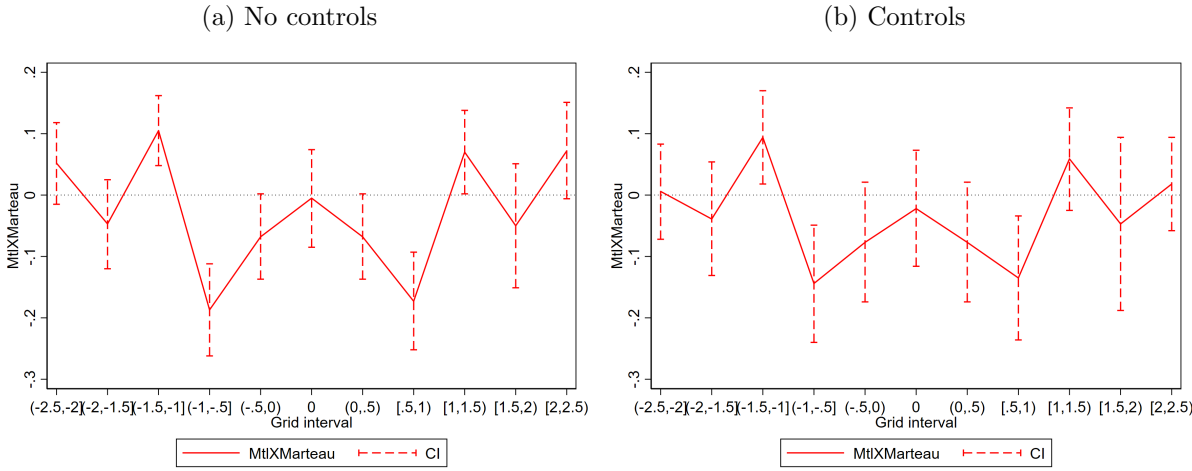 (a) No controls
MtlXMarteau
.2
.1
0
-.1
-.2
-.3
(-2.5,-2] (-2,-1.5] (-1.5,-1] (-1,-.5] (-.5,0) 0 (0,.5) [.5,1) [1,1.5) [1.5,2) [2,2.5)
Grid interval
MtlXMarteau CI
(b) Controls
MtlXMarteau
.2
.1
0
-.1
-.2
-.3
(-2.5,-2] (-2,-1.5] (-1.5,-1] (-1,-.5] (-.5,0) 0 (0,.5) [.5,1) [1,1.5) [1.5,2) [2,2.5)
Grid interval
MtlXMarteau CI